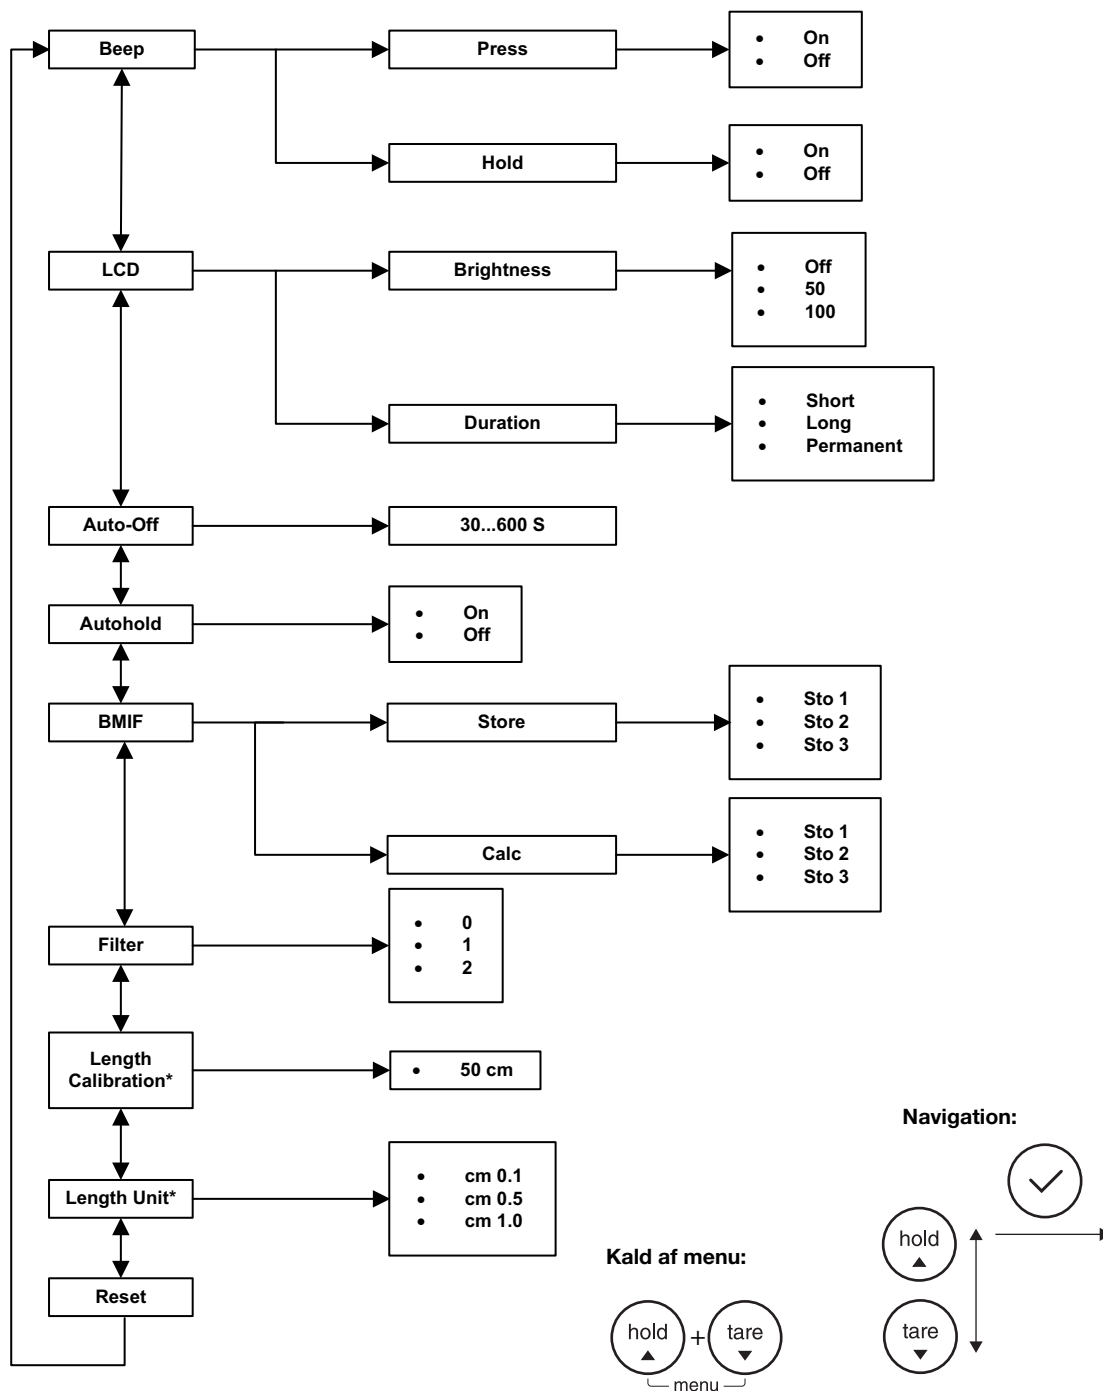 Beep
Press
• On
• Off
Hold
• On
• Off
LCD
Brightness
• Off
• 50
• 100
Duration
• Short
• Long
• Permanent
Auto-Off
30...600 S
Autohold
• On
• Off
BMIF
Store
• Sto 1
• Sto 2
• Sto 3
Calc
• Sto 1
• Sto 2
• Sto 3
Filter
• 0
• 1
• 2
Length
Calibration*
• 50 cm
Length Unit*
• cm 0.1
• cm 0.5
• cm 1.0
Reset
Kald af menu:
hold + tare
menu
Navigation:
hold
tare